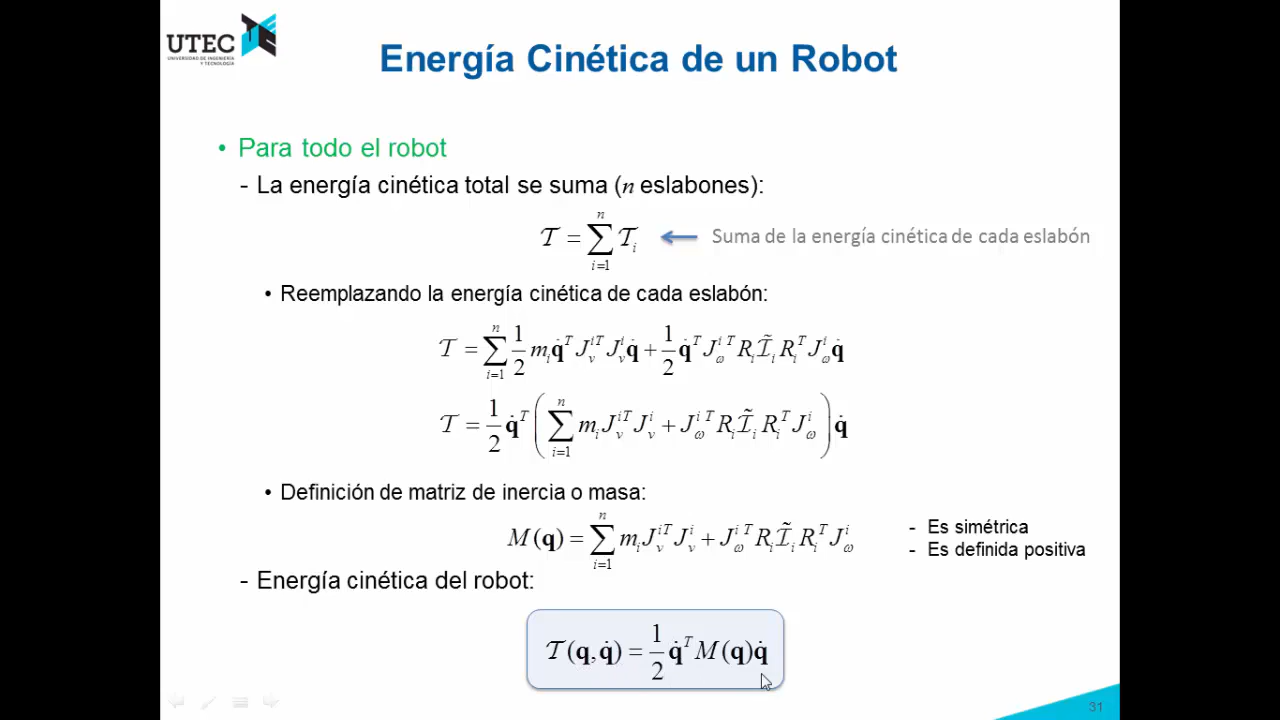 UTEC
UNIVERSIDAD DE INGENIERÍA
Y TECNOLOGÍA
Energía Cinética de un Robot
• Para todo el robot
- La energía cinética total se suma (n eslabones):
𝒯 = ∑_{i=1}^{n} 𝒯_i ← Suma de la energía cinética de cada eslabón
• Reemplazando la energía cinética de cada eslabón:
𝒯 = ∑_{i=1}^{n} 1/2 m_i q̇^T J_v^{iT} J_v^i q̇ + 1/2 q̇^T J_ω^{iT} R_i Ĩ_i R_i^T J_ω^i q̇
𝒯 = 1/2 q̇^T ( ∑_{i=1}^{n} m_i J_v^{iT} J_v^i + J_ω^{iT} R_i Ĩ_i R_i^T J_ω^i ) q̇
• Definición de matriz de inercia o masa:
M(q) = ∑_{i=1}^{n} m_i J_v^{iT} J_v^i + J_ω^{iT} R_i Ĩ_i R_i^T J_ω^i
- Es simétrica
- Es definida positiva
- Energía cinética del robot:
𝒯(q, q̇) = 1/2 q̇^T M(q) q̇
31